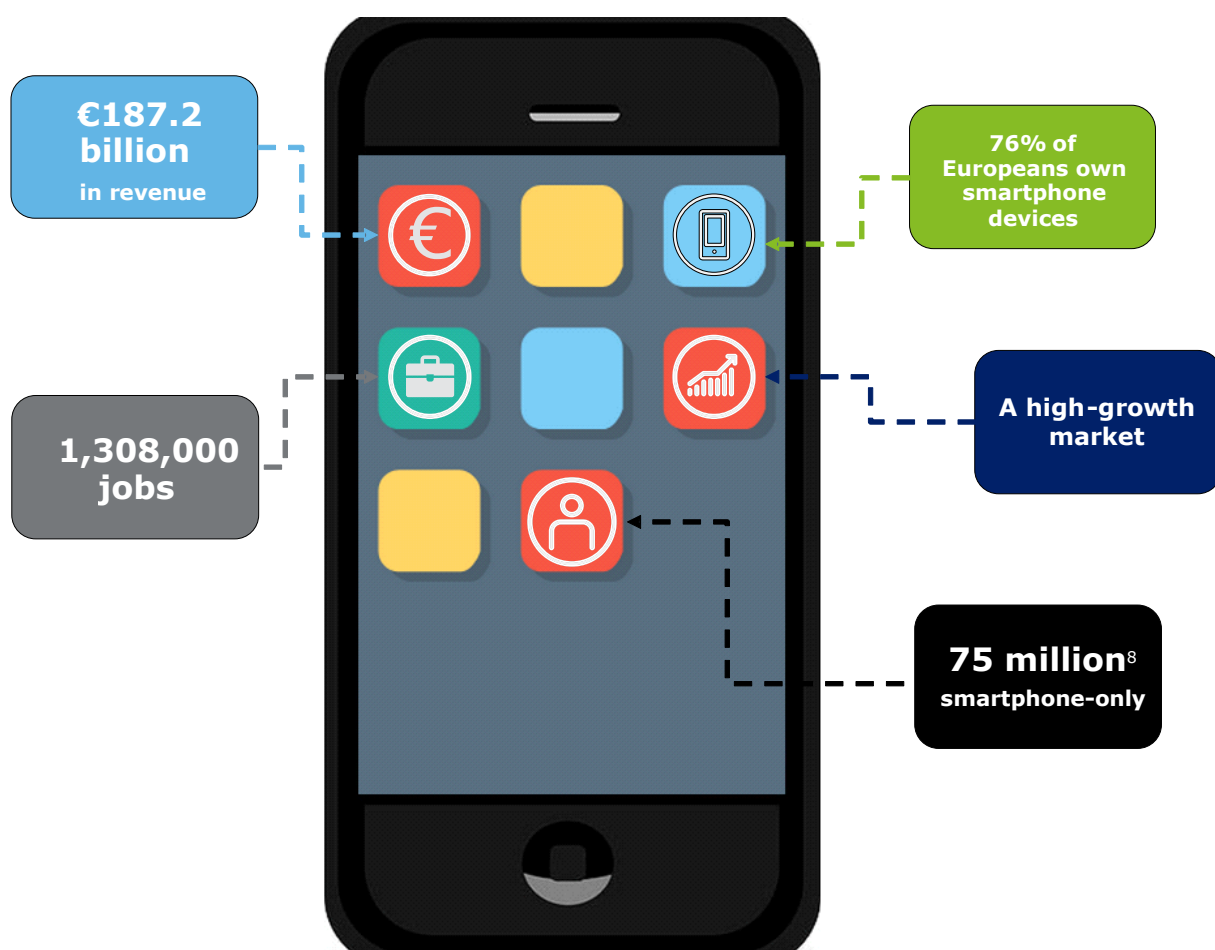 €187.2
billion
in revenue
76% of
Europeans own
smartphone
devices
€
1,308,000
jobs
A high-growth
market
75 million⁸
smartphone-only